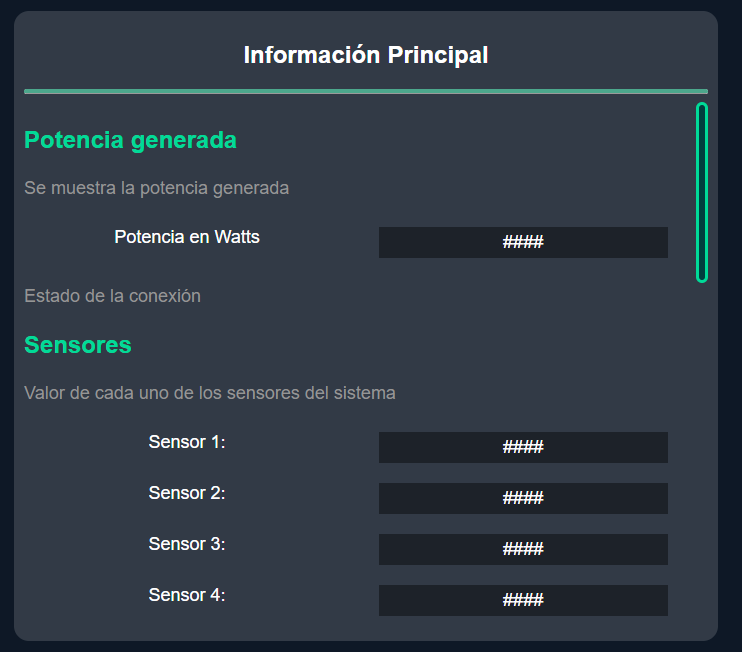 Información Principal
Potencia generada
Se muestra la potencia generada
Potencia en Watts ####
Estado de la conexión
Sensores
Valor de cada uno de los sensores del sistema
Sensor 1: ####
Sensor 2: ####
Sensor 3: ####
Sensor 4: ####